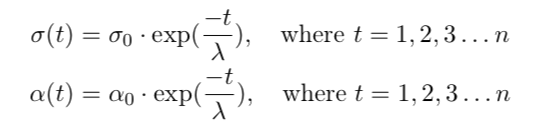 σ(t) = σ₀ · exp(−t/λ), where t = 1, 2, 3 . . . n
α(t) = α₀ · exp(−t/λ), where t = 1, 2, 3 . . . n